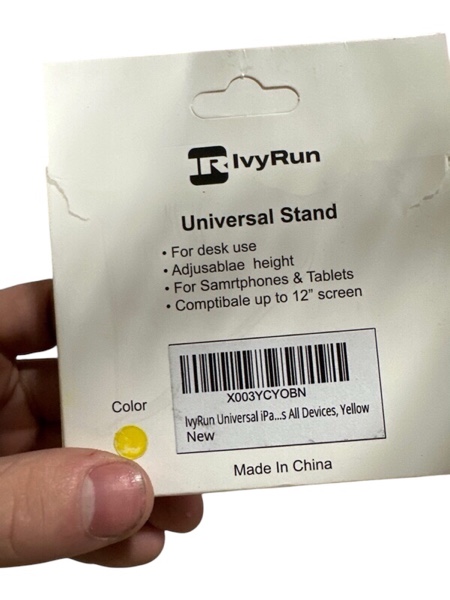 IR IvyRun
Universal Stand
• For desk use
• Adjusablae height
• For Samrtphones & Tablets
• Comptibale up to 12” screen
X003YCYOBN
IvyRun Universal iPa...s All Devices, Yellow
New
Color
Made In China